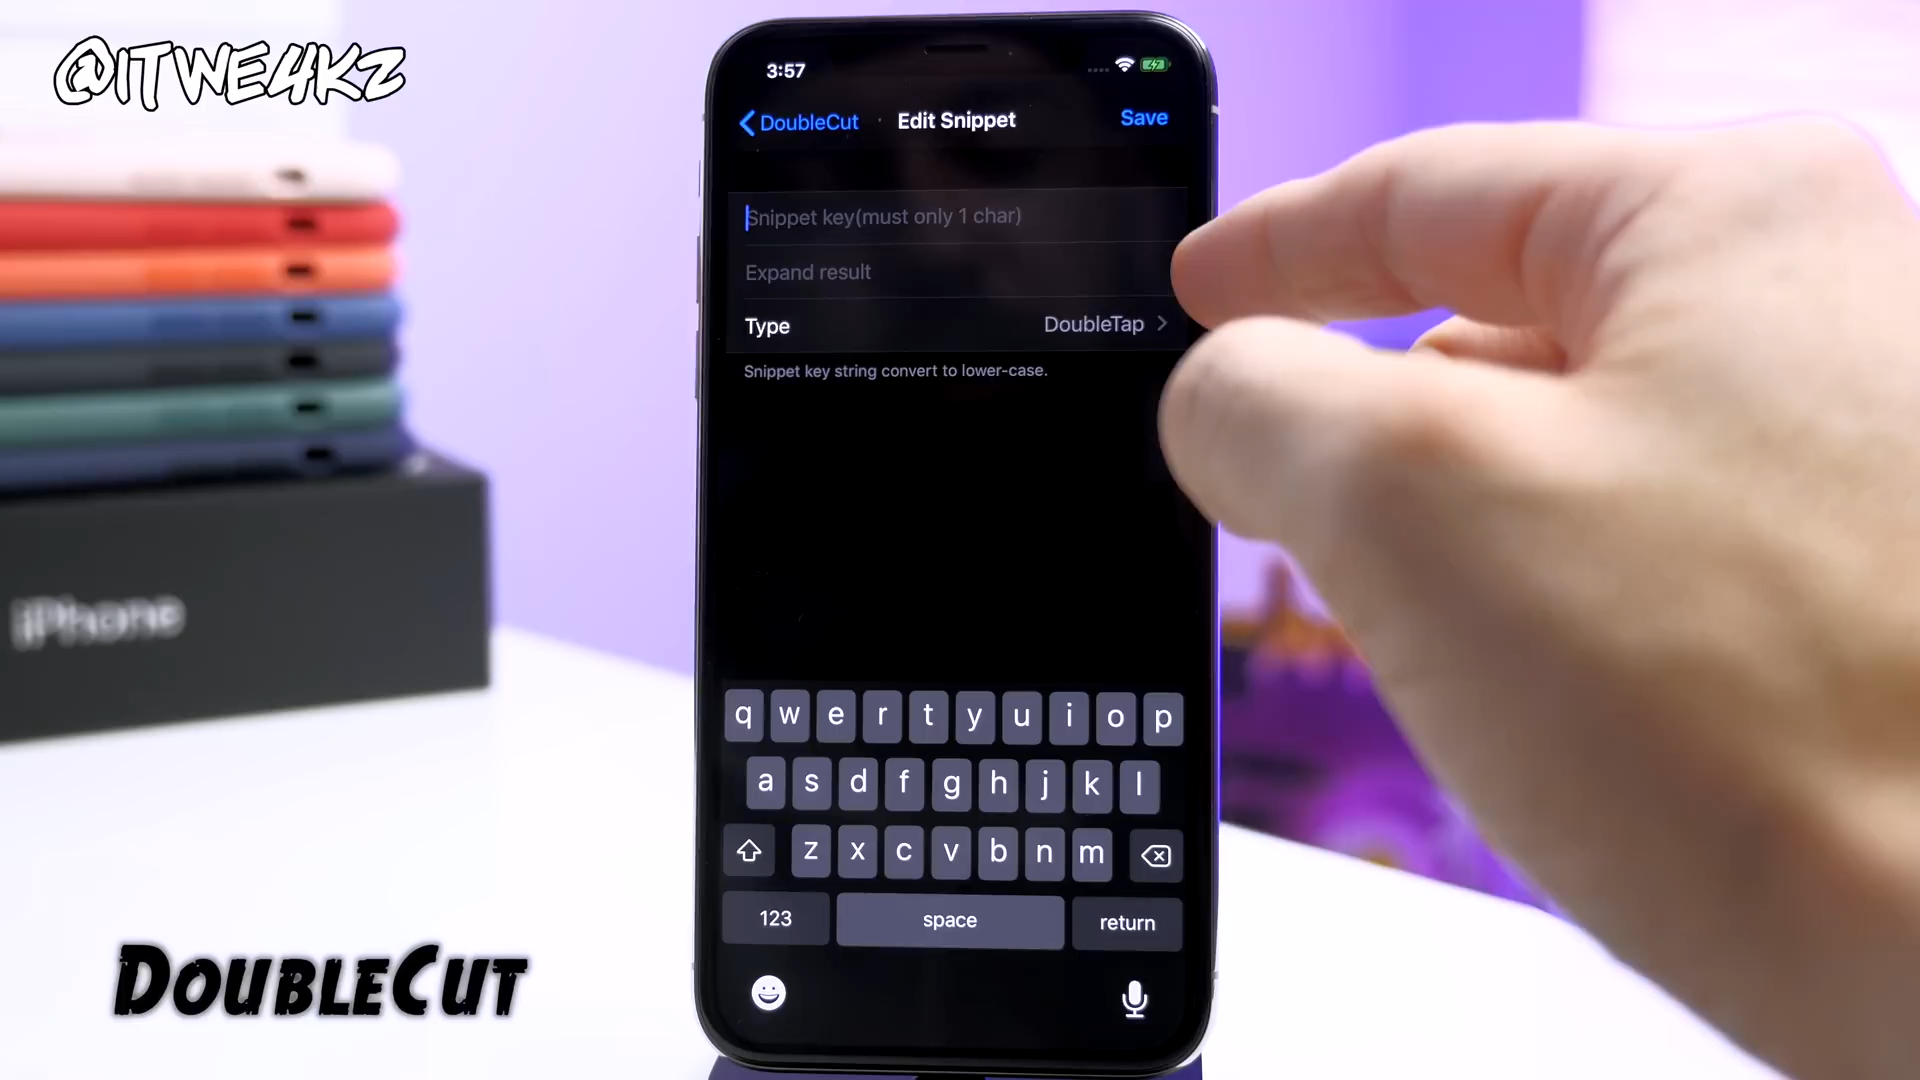 @iTWE4KZ
3:57
DoubleCut
Edit Snippet
Save
Snippet key(must only 1 char)
Expand result
Type
DoubleTap
Snippet key string convert to lower-case.
q w e r t y u i o p
a s d f g h j k l
z x c v b n m
123
space
return
iPhone
DoubleCut